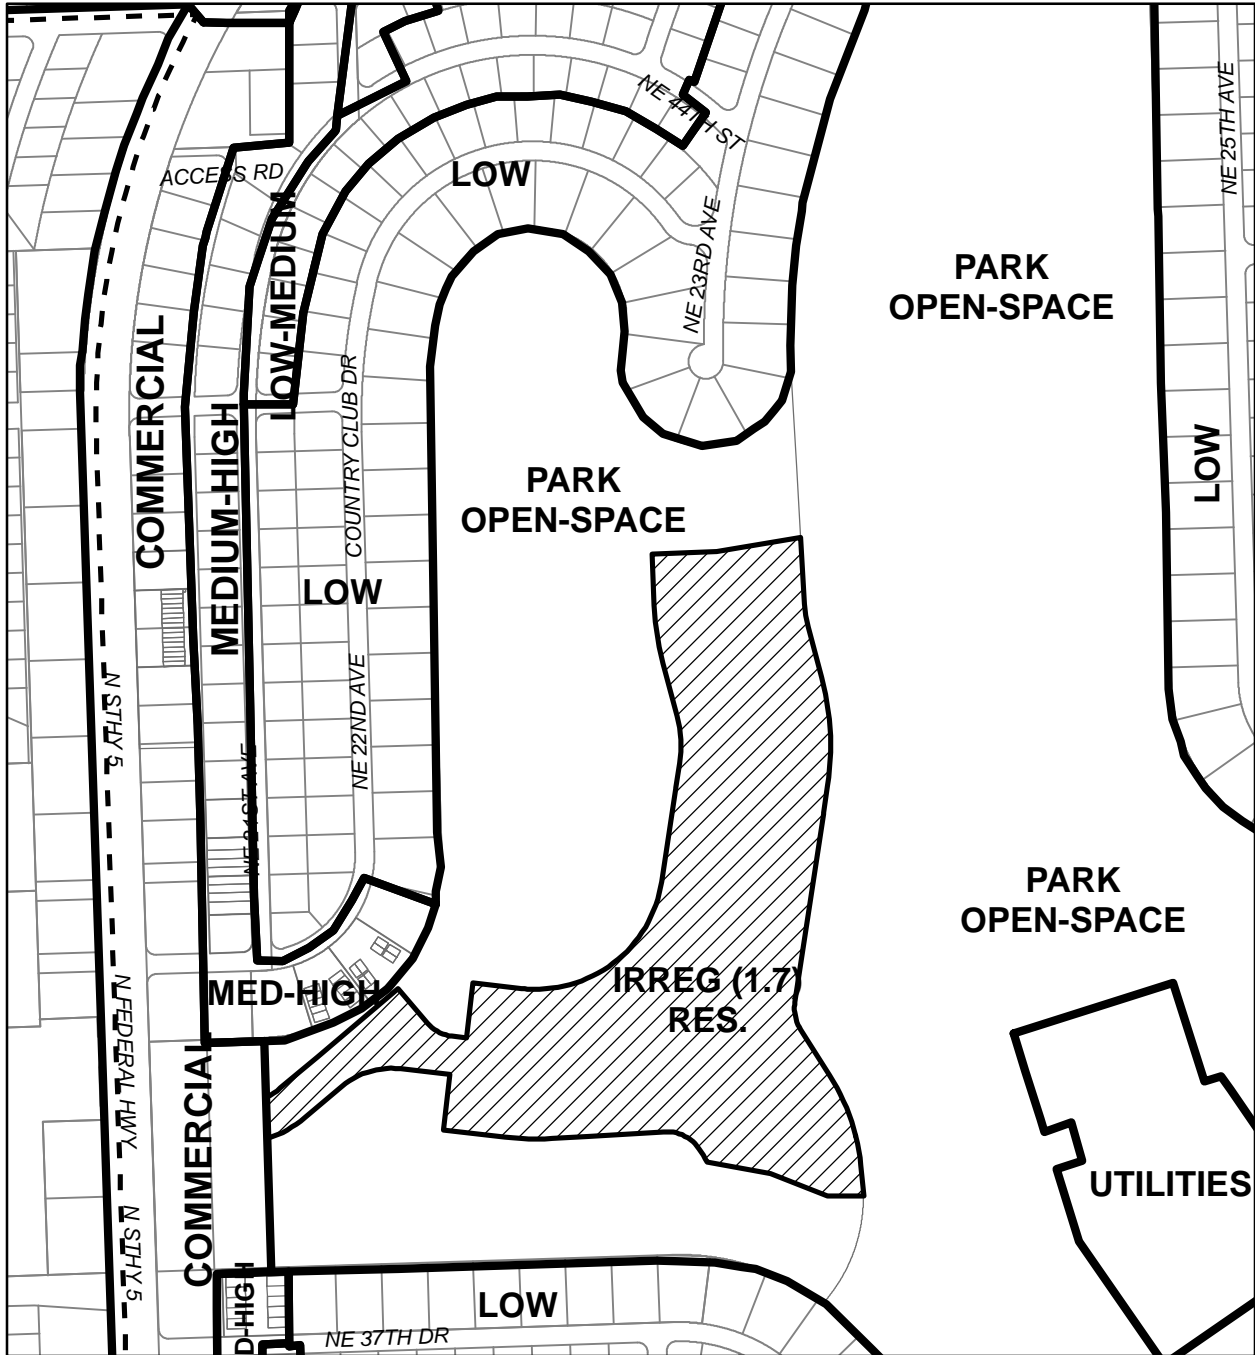 NE 44TH ST
NE 25TH AVE
ACCESS RD
LOW
LOW-MEDIUM
NE 23RD AVE
PARK
OPEN-SPACE
COMMERCIAL
COUNTRY CLUB DR
MEDIUM-HIGH
LOW
PARK
OPEN-SPACE
LOW
N STHY 5
NE 22ND AVE
NE 21ST AVE
PARK
OPEN-SPACE
MED-HIGH
IRREG (1.7)
RES.
N FEDERAL HWY
COMMERCIAL
UTILITIES
N STHY 5
D-HIGH
LOW
NE 37TH DR